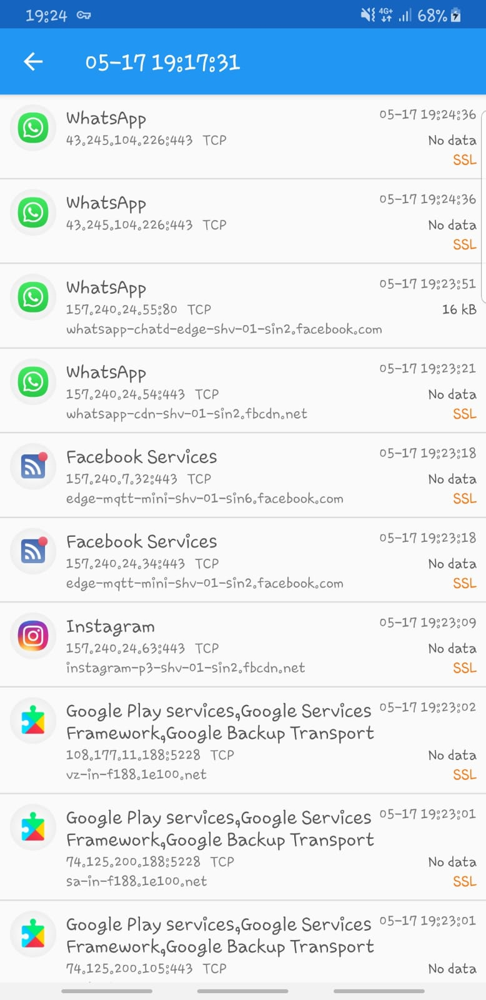 19:24 68%
4G+
05-17 19:17:31
WhatsApp 05-17 19:24:36
43.245.104.226:443 TCP No data
SSL
WhatsApp 05-17 19:24:36
43.245.104.226:443 TCP No data
SSL
WhatsApp 05-17 19:23:51
157.240.24.55:80 TCP 16 kB
whatsapp-chatd-edge-shv-01-sin2.facebook.com
WhatsApp 05-17 19:23:21
157.240.24.54:443 TCP No data
whatsapp-cdn-shv-01-sin2.fbcdn.net SSL
Facebook Services 05-17 19:23:18
157.240.7.32:443 TCP No data
edge-mqtt-mini-shv-01-sin6.facebook.com SSL
Facebook Services 05-17 19:23:18
157.240.24.34:443 TCP No data
edge-mqtt-mini-shv-01-sin2.facebook.com SSL
Instagram 05-17 19:23:09
157.240.24.63:443 TCP No data
instagram-p3-shv-01-sin2.fbcdn.net SSL
Google Play services,Google Services 05-17 19:23:02
Framework,Google Backup Transport
108.177.11.188:5228 TCP No data
vz-in-f188.1e100.net SSL
Google Play services,Google Services 05-17 19:23:01
Framework,Google Backup Transport
74.125.200.188:5228 TCP No data
sa-in-f188.1e100.net SSL
Google Play services,Google Services 05-17 19:23:01
Framework,Google Backup Transport
74.125.200.105:443 TCP No data